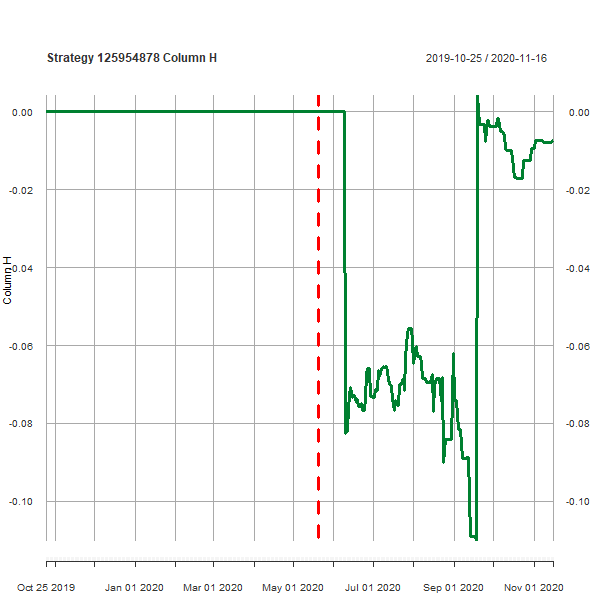 Strategy 125954878 Column H
2019-10-25 / 2020-11-16
0.00 0.00
-0.02 -0.02
-0.04 -0.04
-0.06 -0.06
-0.08 -0.08
-0.10 -0.10
Column H
Oct 25 2019 Jan 01 2020 Mar 01 2020 May 01 2020 Jul 01 2020 Sep 01 2020 Nov 01 2020